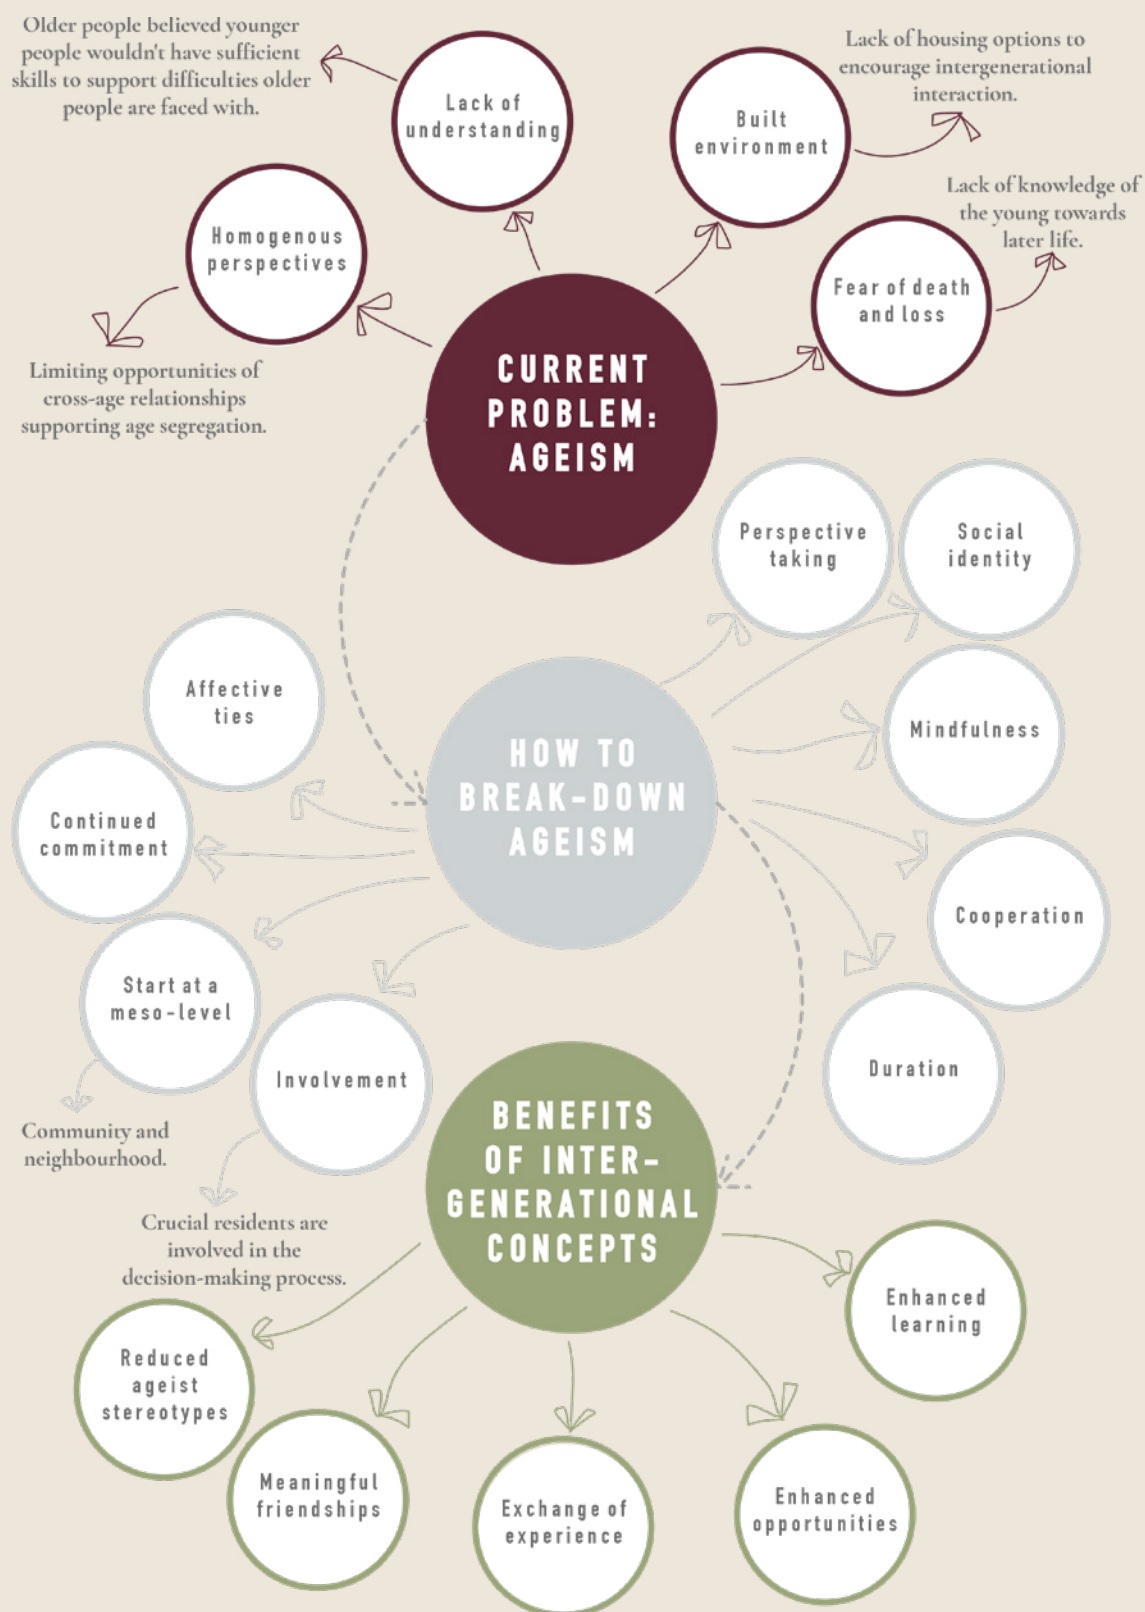 Older people believed younger
people wouldn't have sufficient
skills to support difficulties older
people are faced with.
Lack of
understanding
Built
environment
Lack of housing options to
encourage intergenerational
interaction.
Lack of knowledge of
the young towards
later life.
Homogenous
perspectives
Fear of death
and loss
Limiting opportunities of
cross-age relationships
supporting age segregation.
CURRENT
PROBLEM:
AGEISM
Perspective
taking
Social
identity
Affective
ties
Mindfulness
HOW TO
BREAK-DOWN
AGEISM
Continued
commitment
Cooperation
Start at a
meso-level
Duration
Involvement
Community and
neighbourhood.
Crucial residents are
involved in the
decision-making process.
BENEFITS
OF INTER-
GENERATIONAL
CONCEPTS
Enhanced
learning
Reduced
ageist
stereotypes
Meaningful
friendships
Exchange of
experience
Enhanced
opportunities